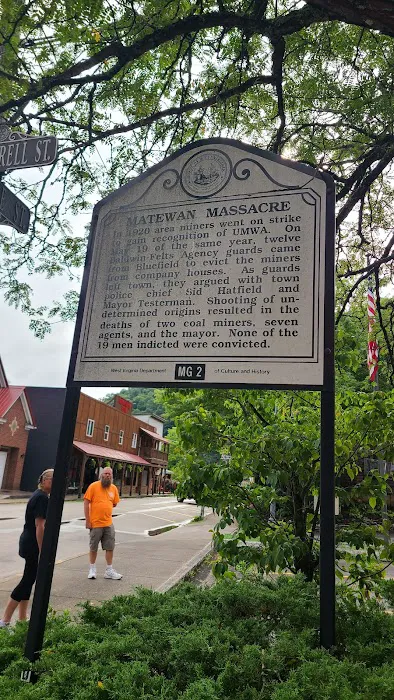 RELL ST
MATEWAN MASSACRE
In 1920 area miners went on strike
to gain recognition of UMWA. On
May 19 of the same year, twelve
Baldwin-Felts Agency guards came
from Bluefield to evict the miners
from company houses. As guards
left town, they argued with town
police chief Sid Hatfield and
Mayor Testerman. Shooting of un-
determined origins resulted in the
deaths of two coal miners, seven
agents, and the mayor. None of the
19 men indicted were convicted.
West Virginia Department MG 2 of Culture and History